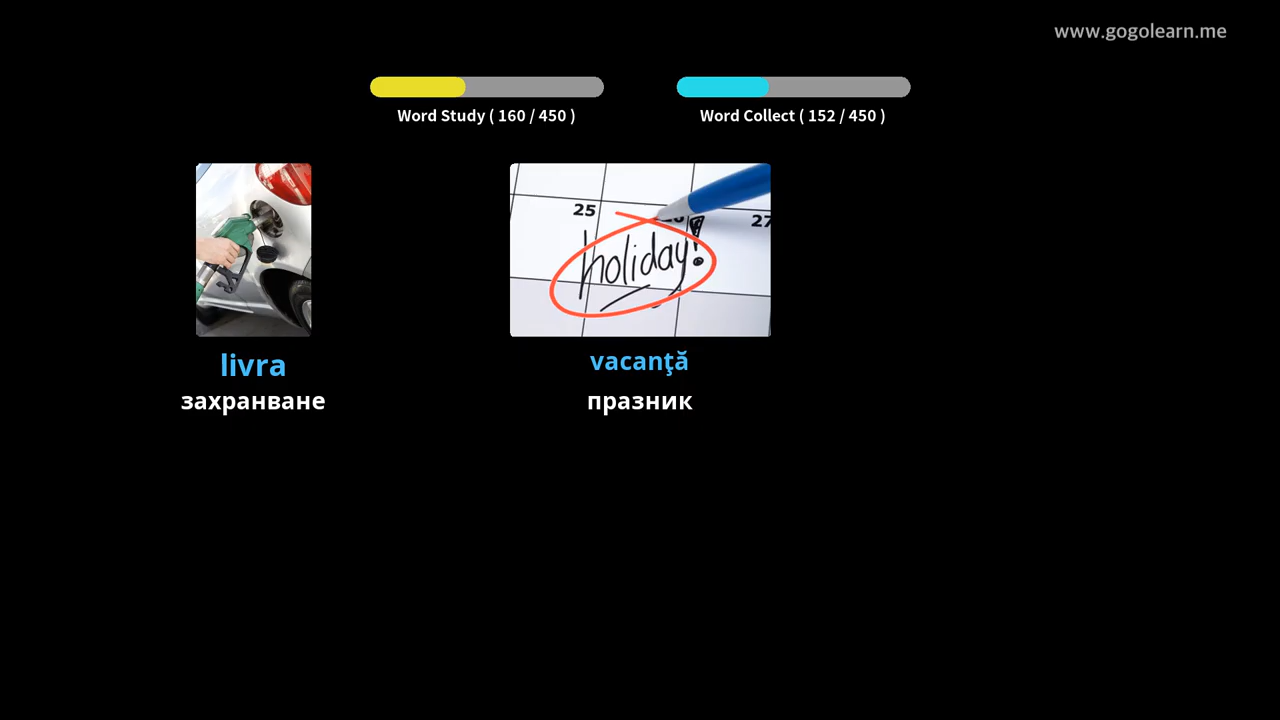 www.gogolearn.me
Word Study ( 160 / 450 )
Word Collect ( 152 / 450 )
25
27
holiday!
livra
захранване
vacanţă
празник